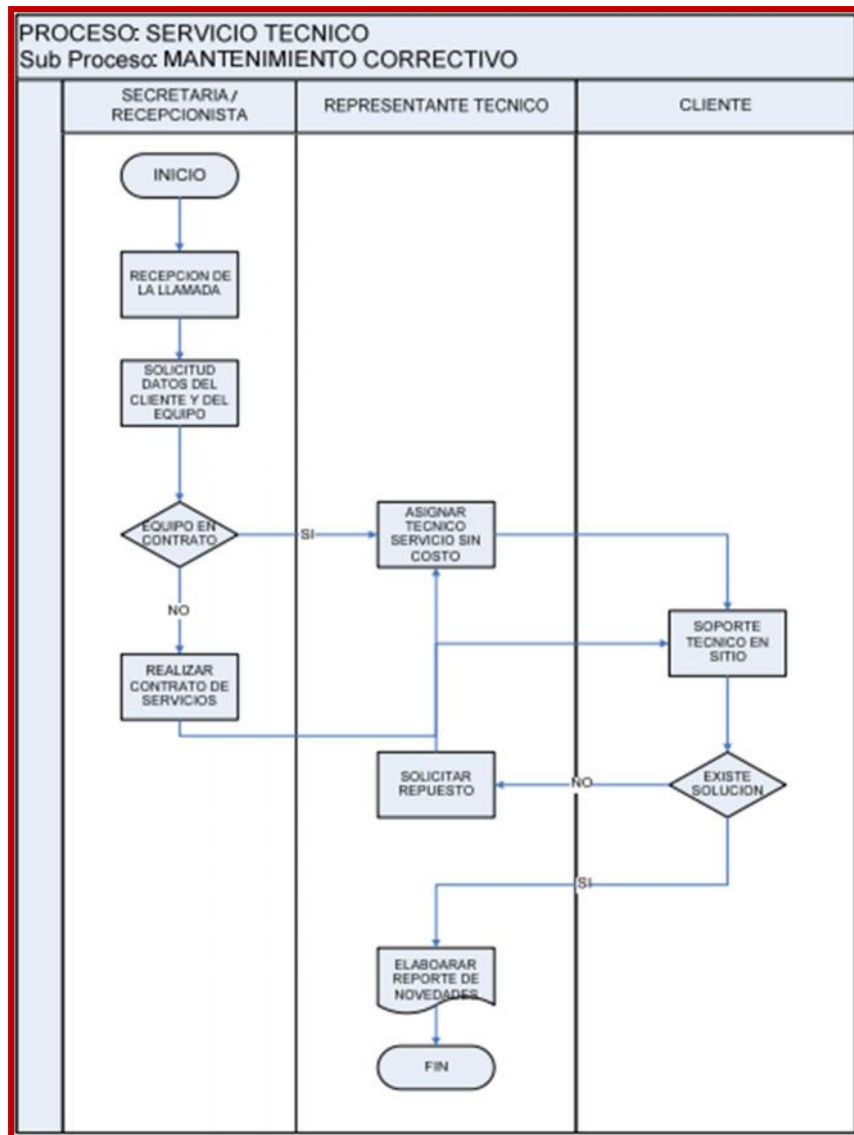 PROCESO: SERVICIO TECNICO
Sub Proceso: MANTENIMIENTO CORRECTIVO
SECRETARIA /
RECEPCIONISTA
REPRESENTANTE TECNICO
CLIENTE
INICIO
RECEPCION DE
LA LLAMADA
SOLICITUD
DATOS DEL
CLIENTE Y DEL
EQUIPO
EQUIPO EN
CONTRATO
SI
ASIGNAR
TECNICO
SERVICIO SIN
COSTO
NO
REALIZAR
CONTRATO DE
SERVICIOS
SOPORTE
TECNICO EN
SITIO
SOLICITAR
REPUESTO
NO
EXISTE
SOLUCION
SI
ELABOARAR
REPORTE DE
NOVEDADES
FIN